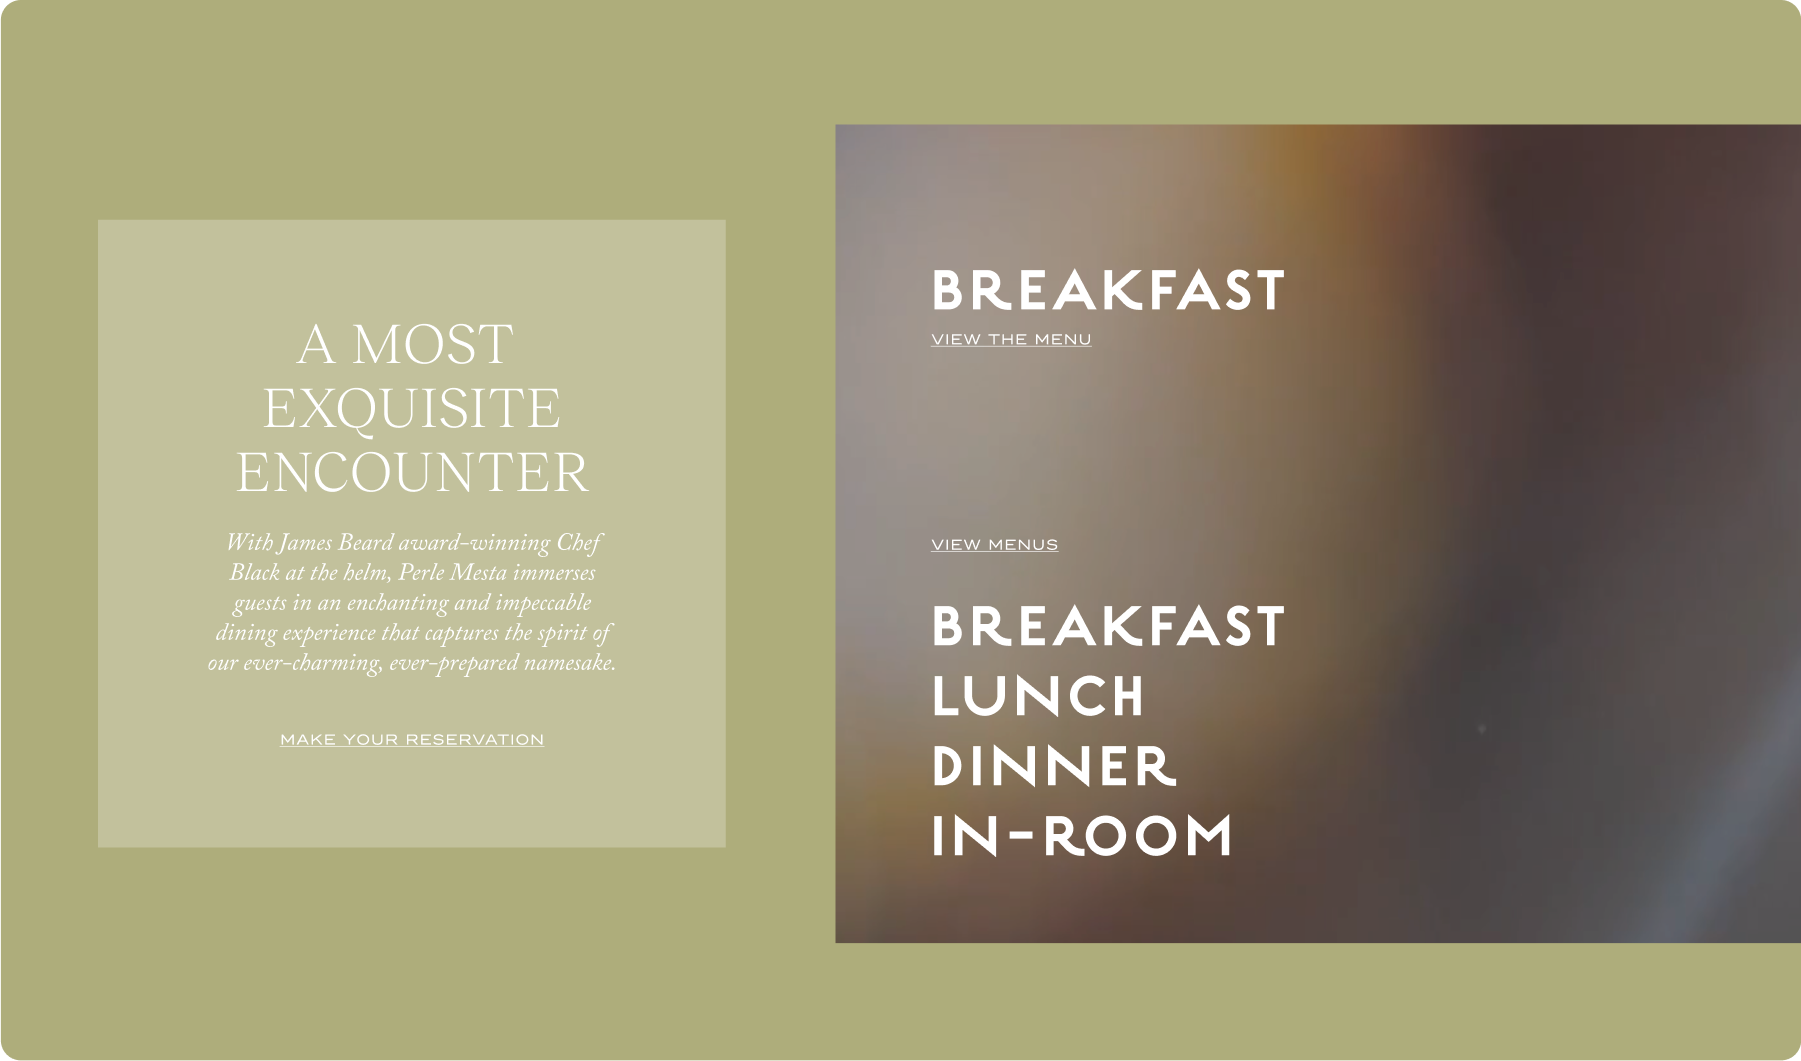 A MOST
EXQUISITE
ENCOUNTER
With James Beard award-winning Chef
Black at the helm, Perle Mesta immerses
guests in an enchanting and impeccable
dining experience that captures the spirit of
our ever-charming, ever-prepared namesake.
MAKE YOUR RESERVATION
BREAKFAST
VIEW THE MENU
VIEW MENUS
BREAKFAST
LUNCH
DINNER
IN-ROOM